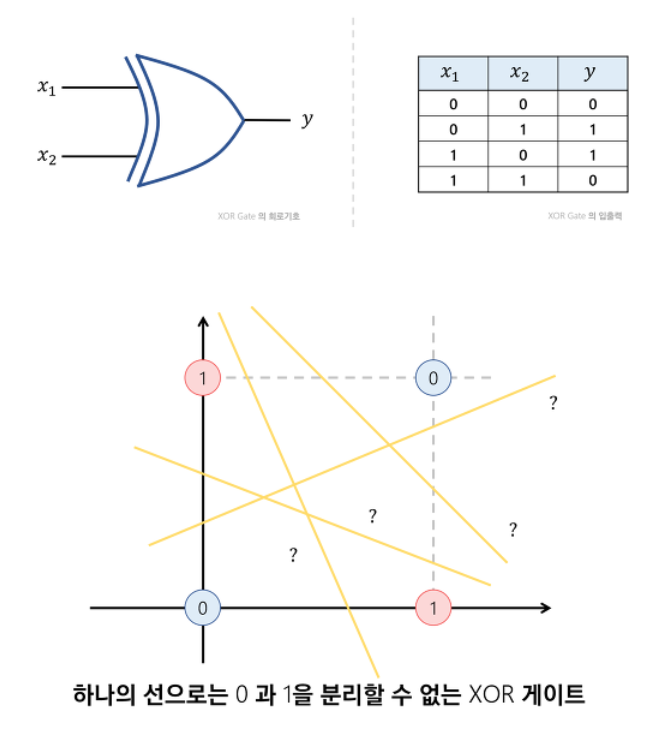 x₁
x₂
y
XOR Gate 의 회로기호
x₁ x₂ y
0 0 0
0 1 1
1 0 1
1 1 0
XOR Gate 의 입출력
1 0
?
?
?
?
0 1
하나의 선으로는 0 과 1을 분리할 수 없는 XOR 게이트